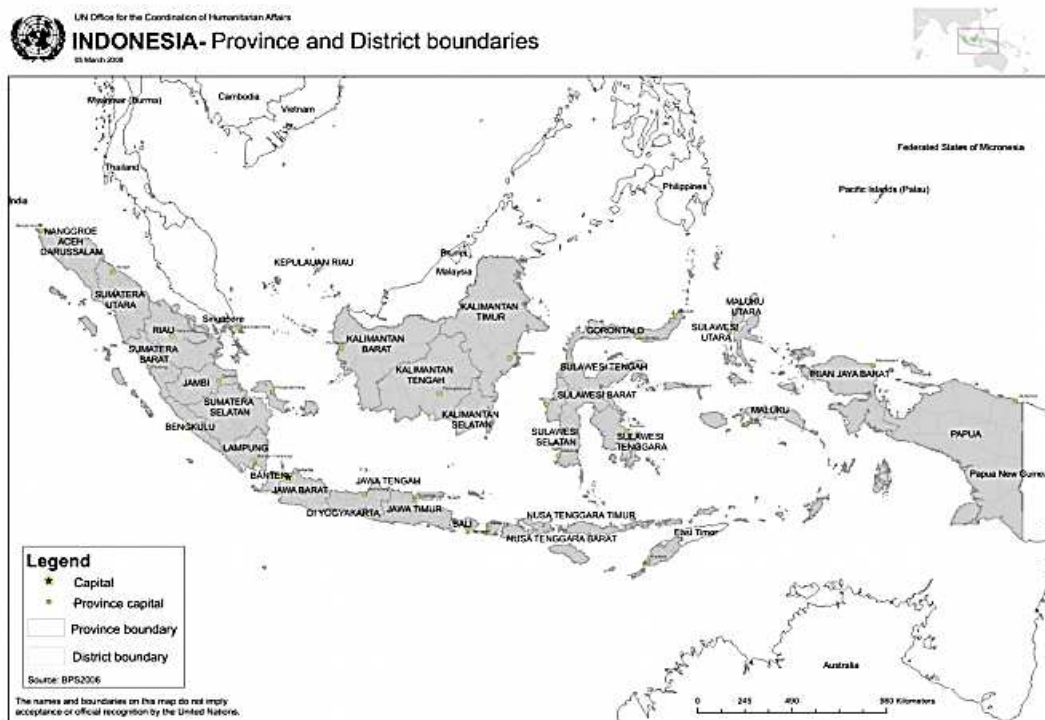 UN Office for the Coordination of Humanitarian Affairs
INDONESIA- Province and District boundaries
05 March 2008
Myanmar (Burma)
Cambodia
Vietnam
Thailand
Philippines
Federated States of Micronesia
Pacific Islands (Palau)
India
NANGGROE
ACEH
DARUSSALAM
KEPULAUAN RIAU
Brunei
Malaysia
SUMATERA
UTARA
Singapore
RIAU
SUMATERA
BARAT
JAMBI
SUMATERA
SELATAN
BENGKULU
LAMPUNG
BANTEN
JAWA BARAT
JAWA TENGAH
DI YOGYAKARTA
JAWA TIMUR
BALI
NUSA TENGGARA TIMUR
NUSA TENGGARA BARAT
East Timor
KALIMANTAN
BARAT
KALIMANTAN
TENGAH
KALIMANTAN
TIMUR
KALIMANTAN
SELATAN
GORONTALO
SULAWESI
UTARA
SULAWESI TENGAH
SULAWESI BARAT
SULAWESI
SELATAN
SULAWESI
TENGGARA
MALUKU
UTARA
MALUKU
IRIAN JAYA BARAT
PAPUA
Papua New Guinea
Australia
Legend
Capital
Province capital
Province boundary
District boundary
Source: BPS2006
The names and boundaries on this map do not imply
acceptance or official recognition by the United Nations.
0 245 490 980 Kilometers